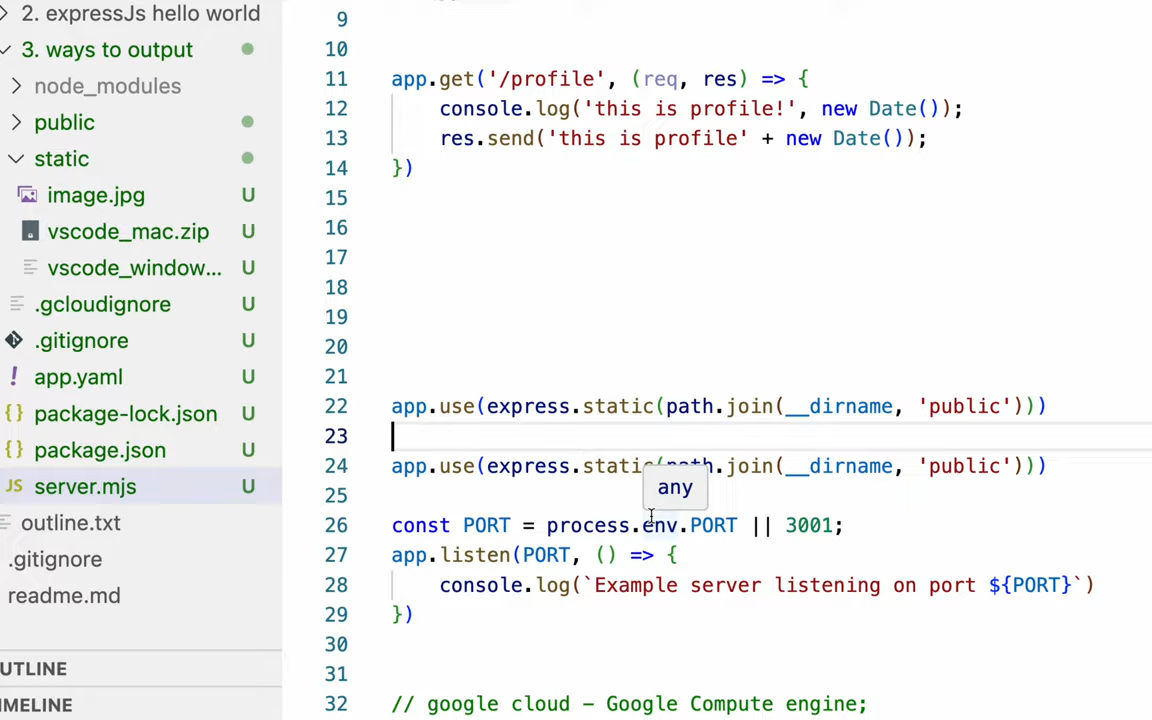 2. expressJs hello world
3. ways to output
node_modules
public
static
image.jpg U
vscode_mac.zip U
vscode_window... U
.gcloudignore U
.gitignore U
! app.yaml U
{} package-lock.json U
{} package.json U
JS server.mjs U
outline.txt
.gitignore
readme.md
UTLINE
IMELINE
9
10
11 app.get('/profile', (req, res) => {
12 console.log('this is profile!', new Date());
13 res.send('this is profile' + new Date());
14 })
15
16
17
18
19
20
21
22 app.use(express.static(path.join(__dirname, 'public')))
23
24 app.use(express.static(path.join(__dirname, 'public')))
any
25
26 const PORT = process.env.PORT || 3001;
27 app.listen(PORT, () => {
28 console.log(`Example server listening on port ${PORT}`)
29 })
30
31
32 // google cloud - Google Compute engine;